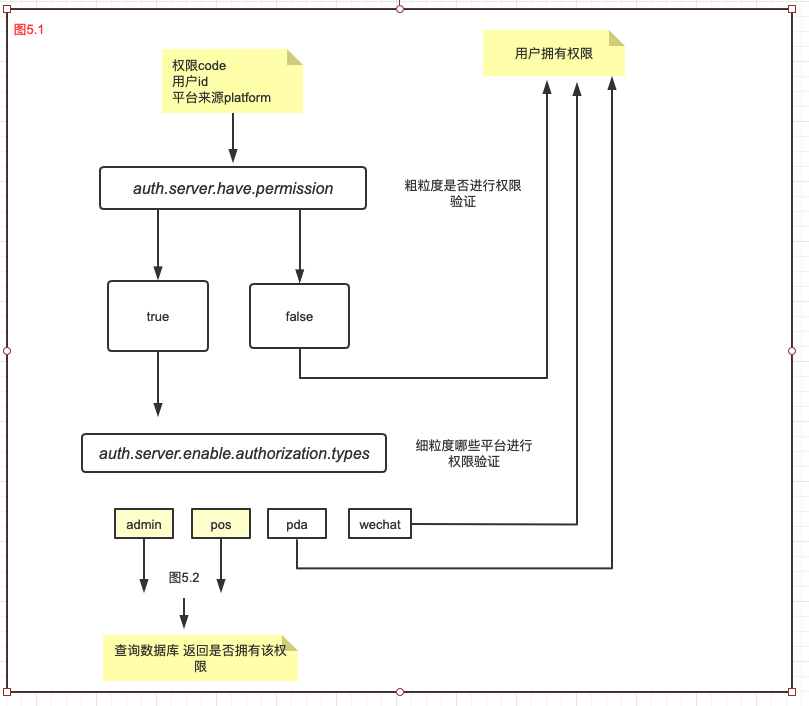 图5.1
权限code
用户id
平台来源platform
用户拥有权限
auth.server.have.permission
粗粒度是否进行权限
验证
true
false
auth.server.enable.authorization.types
细粒度哪些平台进行
权限验证
admin
pos
pda
wechat
图5.2
查询数据库 返回是否拥有该权
限